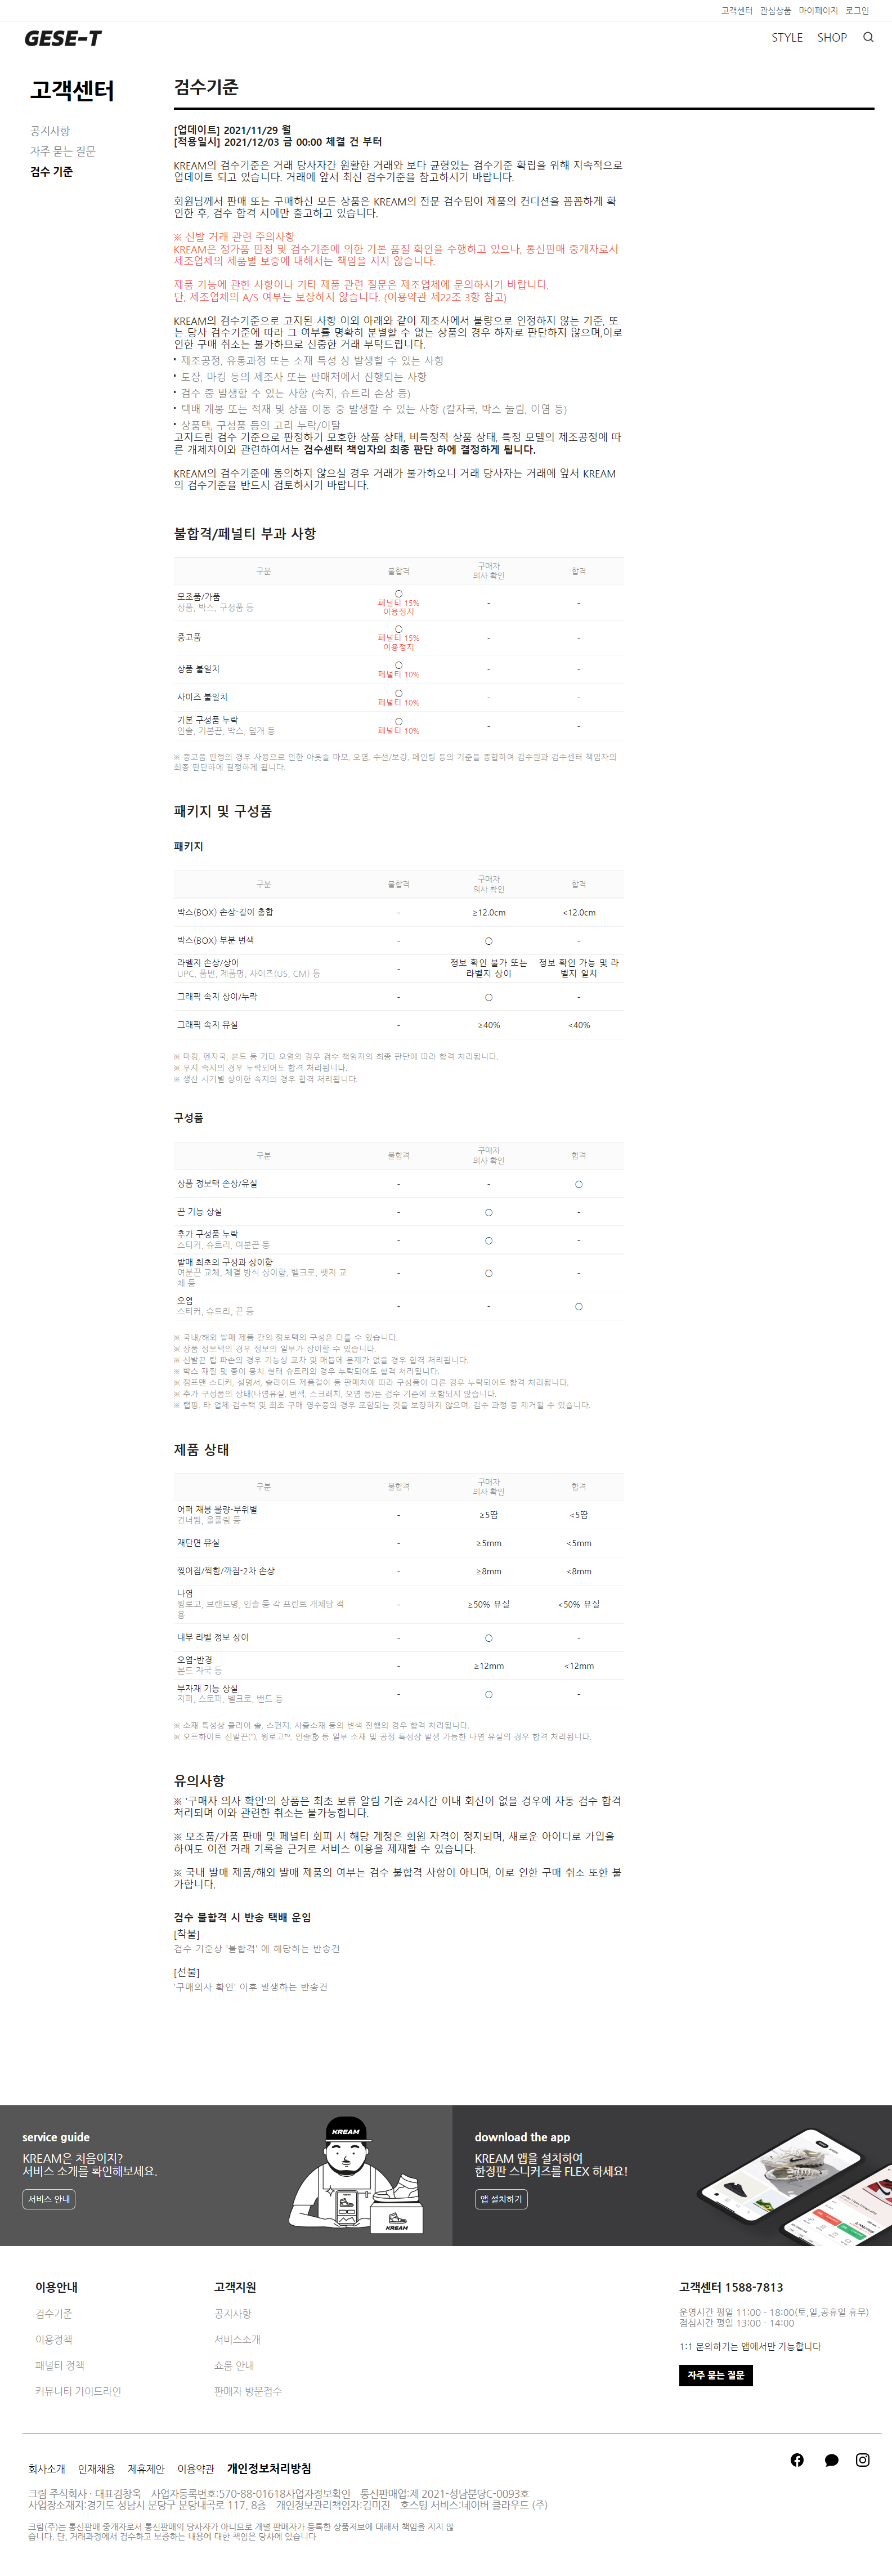 고객센터 관심상품 마이페이지 로그인
GESE-T
STYLE SHOP
고객센터
공지사항
자주 묻는 질문
검수 기준
검수기준
[업데이트] 2021/11/29 월
[적용일시] 2021/12/03 금 00:00 체결 건 부터
KREAM의 검수기준은 거래 당사자간 원활한 거래와 보다 균형있는 검수기준 확립을 위해 지속적으로
업데이트 되고 있습니다. 거래에 앞서 최신 검수기준을 참고하시기 바랍니다.
회원님께서 판매 또는 구매하신 모든 상품은 KREAM의 전문 검수팀이 제품의 컨디션을 꼼꼼하게 확
인한 후, 검수 합격 시에만 출고하고 있습니다.
※ 신발 거래 관련 주의사항
KREAM은 정가품 판정 및 검수기준에 의한 기본 품질 확인을 수행하고 있으나, 통신판매 중개자로서
제조업체의 제품별 보증에 대해서는 책임을 지지 않습니다.
제품 기능에 관한 사항이나 기타 제품 관련 질문은 제조업체에 문의하시기 바랍니다.
단, 제조업체의 A/S 여부는 보장하지 않습니다. (이용약관 제22조 3항 참고)
KREAM의 검수기준으로 고지된 사항 이외 아래와 같이 제조사에서 불량으로 인정하지 않는 기준, 또
는 당사 검수기준에 따라 그 여부를 명확히 분별할 수 없는 상품의 경우 하자로 판단하지 않으며,이로
인한 구매 취소는 불가하므로 신중한 거래 부탁드립니다.
• 제조공정, 유통과정 또는 소재 특성 상 발생할 수 있는 사항
• 도장, 마킹 등의 제조사 또는 판매처에서 진행되는 사항
• 검수 중 발생할 수 있는 사항 (속지, 슈트리 손상 등)
• 택배 개봉 또는 적재 및 상품 이동 중 발생할 수 있는 사항 (칼자국, 박스 눌림, 이염 등)
• 상품택, 구성품 등의 고리 누락/이탈
고지드린 검수 기준으로 판정하기 모호한 상품 상태, 비특정적 상품 상태, 특정 모델의 제조공정에 따
른 개체차이와 관련하여서는 검수센터 책임자의 최종 판단 하에 결정하게 됩니다.
KREAM의 검수기준에 동의하지 않으실 경우 거래가 불가하오니 거래 당사자는 거래에 앞서 KREAM
의 검수기준을 반드시 검토하시기 바랍니다.
불합격/페널티 부과 사항
구분 불합격 구매자 의사 확인 합격
모조품/가품
상품, 박스, 구성품 등
○ 페널티 15% 이용정지 - -
중고품 ○ 페널티 15% 이용정지 - -
상품 불일치 ○ 페널티 10% - -
사이즈 불일치 ○ 페널티 10% - -
기본 구성품 누락
인솔, 기본끈, 박스, 덮개 등
○ 페널티 10% - -
※ 중고품 판정의 경우 사용으로 인한 아웃솔 마모, 오염, 수선/보강, 페인팅 등의 기준을 종합하여 검수원과 검수센터 책임자의
최종 판단하에 결정하게 됩니다.
패키지 및 구성품
패키지
구분 불합격 구매자 의사 확인 합격
박스(BOX) 손상-길이 총합 - ≥12.0cm <12.0cm
박스(BOX) 부분 변색 - ○ -
라벨지 손상/상이
UPC, 품번, 제품명, 사이즈(US, CM) 등
- 정보 확인 불가 또는 라벨지 상이 정보 확인 가능 및 라벨지 일치
그래픽 속지 상이/누락 - ○ -
그래픽 속지 유실 - ≥40% <40%
※ 마킹, 펜자국, 본드 등 기타 오염의 경우 검수 책임자의 최종 판단에 따라 합격 처리됩니다.
※ 무지 속지의 경우 누락되어도 합격 처리됩니다.
※ 생산 시기별 상이한 속지의 경우 합격 처리됩니다.
구성품
구분 불합격 구매자 의사 확인 합격
상품 정보택 손상/유실 - - ○
끈 기능 상실 - ○ -
추가 구성품 누락
스티커, 슈트리, 여분끈 등
- ○ -
발매 최초의 구성과 상이함
여분끈 교체, 체결 방식 상이함, 벨크로, 뱃지 교
체 등
- ○ -
오염
스티커, 슈트리, 끈 등
- - ○
※ 국내/해외 발매 제품 간의 정보택의 구성은 다를 수 있습니다.
※ 상품 정보택의 경우 정보의 일부가 상이할 수 있습니다.
※ 신발끈 팁 파손의 경우 기능상 교차 및 매듭에 문제가 없을 경우 합격 처리됩니다.
※ 박스 재질 및 종이 뭉치 형태 슈트리의 경우 누락되어도 합격 처리됩니다.
※ 점프맨 스티커, 설명서, 슬라이드 제품걸이 등 판매처에 따라 구성품이 다른 경우 누락되어도 합격 처리됩니다.
※ 추가 구성품의 상태(나염유실, 변색, 스크래치, 오염 등)는 검수 기준에 포함되지 않습니다.
※ 랩핑, 타 업체 검수택 및 최초 구매 영수증의 경우 포함되는 것을 보장하지 않으며, 검수 과정 중 제거될 수 있습니다.
제품 상태
구분 불합격 구매자 의사 확인 합격
어퍼 재봉 불량-부위별
건너뜀, 올풀림 등
- ≥5땀 <5땀
재단면 유실 - ≥5mm <5mm
찢어짐/찍힘/까짐-2차 손상 - ≥8mm <8mm
나염
윙로고, 브랜드명, 인솔 등 각 프린트 개체당 적
용
- ≥50% 유실 <50% 유실
내부 라벨 정보 상이 - ○ -
오염-반경
본드 자국 등
- ≥12mm <12mm
부자재 기능 상실
지퍼, 스토퍼, 벨크로, 밴드 등
- ○ -
※ 소재 특성상 클리어 솔, 스펀지, 사출소재 등의 변색 진행의 경우 합격 처리됩니다.
※ 오프화이트 신발끈("), 윙로고™, 인솔Ⓡ 등 일부 소재 및 공정 특성상 발생 가능한 나염 유실의 경우 합격 처리됩니다.
유의사항
※ '구매자 의사 확인'의 상품은 최초 보류 알림 기준 24시간 이내 회신이 없을 경우에 자동 검수 합격
처리되며 이와 관련한 취소는 불가능합니다.
※ 모조품/가품 판매 및 페널티 회피 시 해당 계정은 회원 자격이 정지되며, 새로운 아이디로 가입을
하여도 이전 거래 기록을 근거로 서비스 이용을 제재할 수 있습니다.
※ 국내 발매 제품/해외 발매 제품의 여부는 검수 불합격 사항이 아니며, 이로 인한 구매 취소 또한 불
가합니다.
검수 불합격 시 반송 택배 운임
[착불]
검수 기준상 '불합격' 에 해당하는 반송건
[선불]
'구매의사 확인' 이후 발생하는 반송건
service guide
KREAM은 처음이지?
서비스 소개를 확인해보세요.
서비스 안내
KREAM
KREAM
download the app
KREAM 앱을 설치하여
한정판 스니커즈를 FLEX 하세요!
앱 설치하기
이용안내
검수기준
이용정책
패널티 정책
커뮤니티 가이드라인
고객지원
공지사항
서비스소개
쇼룸 안내
판매자 방문접수
고객센터 1588-7813
운영시간 평일 11:00 - 18:00(토,일,공휴일 휴무)
점심시간 평일 13:00 - 14:00
1:1 문의하기는 앱에서만 가능합니다
자주 묻는 질문
회사소개 인재채용 제휴제안 이용약관 개인정보처리방침
크림 주식회사 · 대표김창욱 사업자등록번호:570-88-01618사업자정보확인 통신판매업:제 2021-성남분당C-0093호
사업장소재지:경기도 성남시 분당구 분당내곡로 117, 8층 개인정보관리책임자:김미진 호스팅 서비스:네이버 클라우드 (주)
크림(주)는 통신판매 중개자로서 통신판매의 당사자가 아니므로 개별 판매자가 등록한 상품저보에 대해서 책임을 지지 않
습니다. 단, 거래과정에서 검수하고 보증하는 내용에 대한 책임은 당사에 있습니다